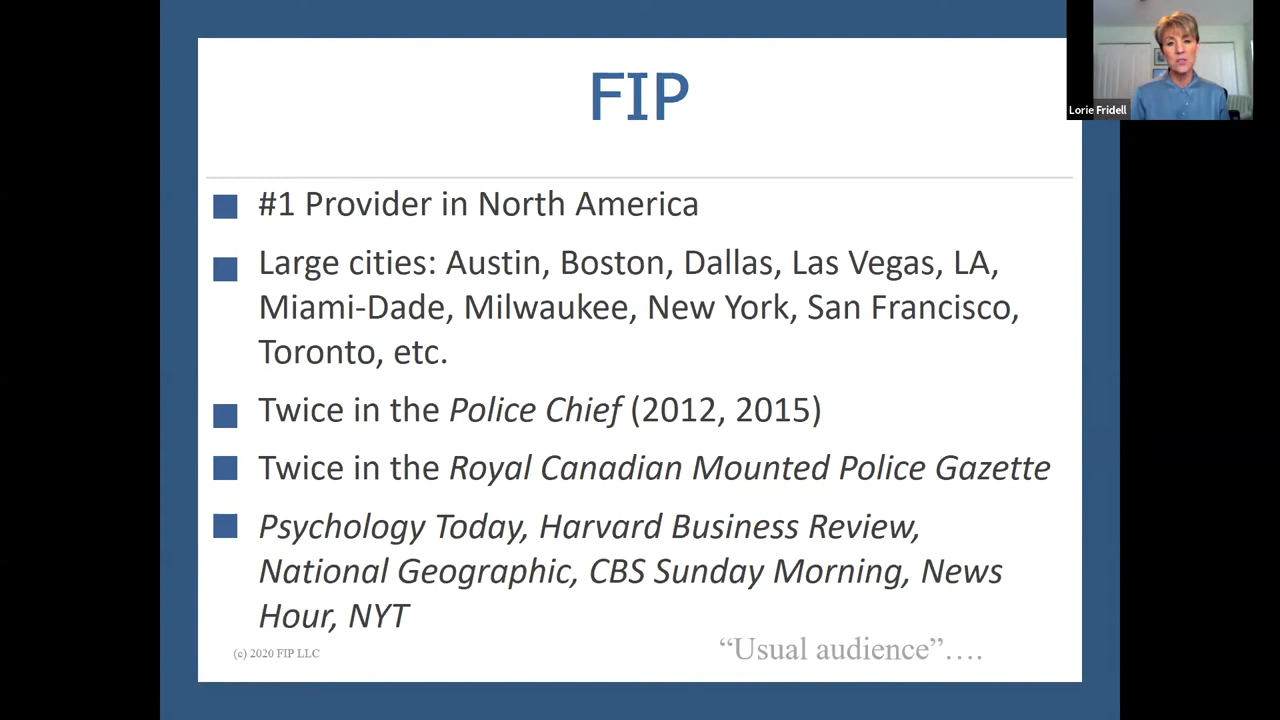 FIP
Lorie Fridell
#1 Provider in North America
Large cities: Austin, Boston, Dallas, Las Vegas, LA,
Miami-Dade, Milwaukee, New York, San Francisco,
Toronto, etc.
Twice in the Police Chief (2012, 2015)
Twice in the Royal Canadian Mounted Police Gazette
Psychology Today, Harvard Business Review,
National Geographic, CBS Sunday Morning, News
Hour, NYT
(c) 2020 FIP LLC
“Usual audience”….